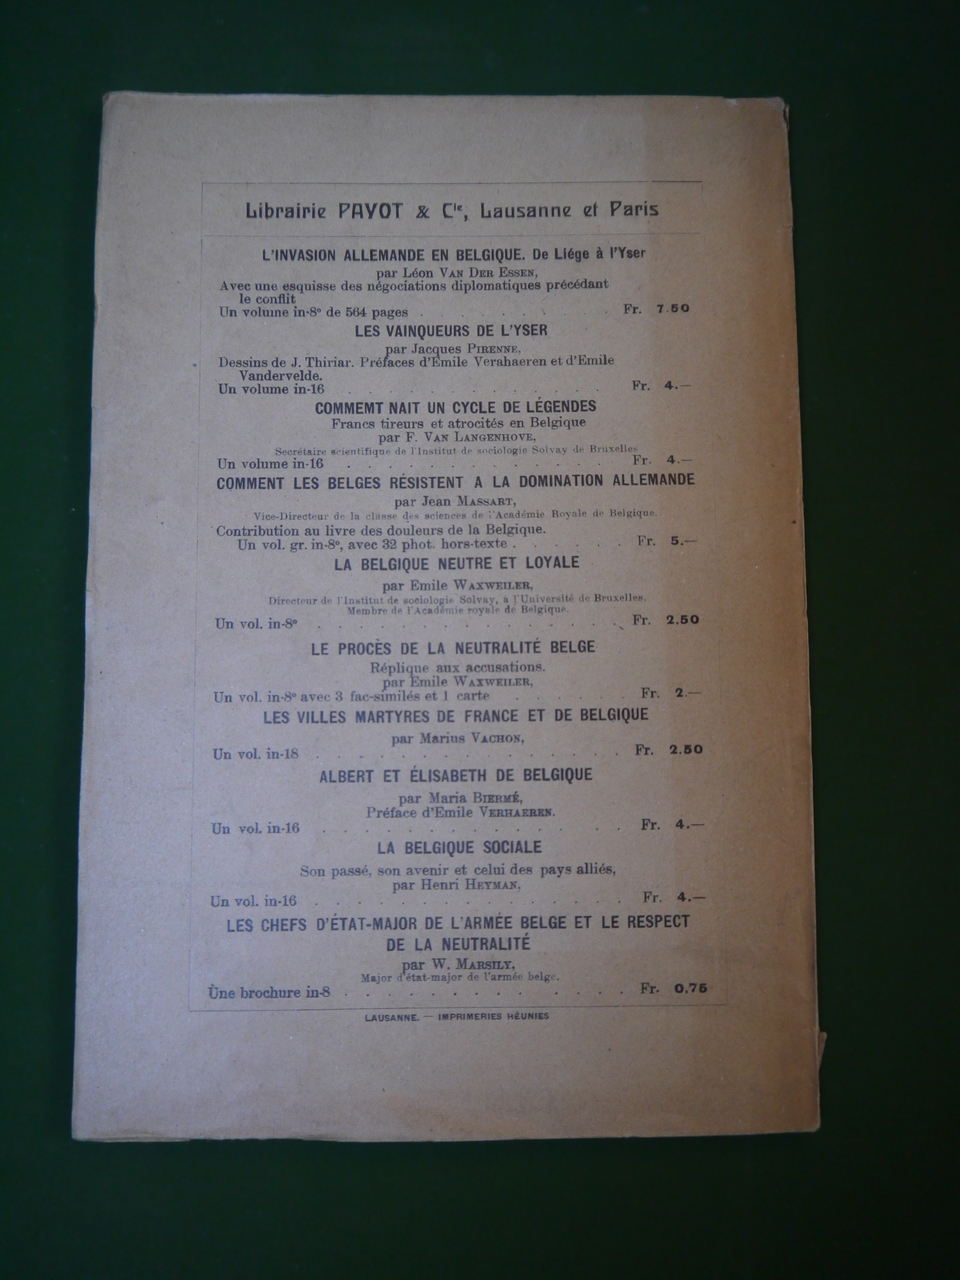 Librairie PAYOT & Cie, Lausanne et Paris
L'INVASION ALLEMANDE EN BELGIQUE. De Liége à l'Yser
par Léon VAN DER ESSEN,
Avec une esquisse des négociations diplomatiques précédant
le conflit
Un volume in-8° de 564 pages . . . . . . Fr. 7.50
LES VAINQUEURS DE L'YSER
par Jacques PIRENNE,
Dessins de J. Thiriar. Préfaces d'Emile Verahaeren et d'Emile
Vandervelde.
Un volume in-16 . . . . . . . . . . Fr. 4.—
COMMEMT NAIT UN CYCLE DE LÉGENDES
Francs tireurs et atrocités en Belgique
par F. VAN LANGENHOVE,
Secrétaire scientifique de l'Institut de sociologie Solvay de Bruxelles
Un volume in-16 . . . . . . . . . . Fr. 4.—
COMMENT LES BELGES RÉSISTENT A LA DOMINATION ALLEMANDE
par Jean MASSART,
Vice-Directeur de la classe des sciences de l'Académie Royale de Belgique.
Contribution au livre des douleurs de la Belgique.
Un vol. gr. in-8°, avec 32 phot. hors-texte . . . . . Fr. 5.—
LA BELGIQUE NEUTRE ET LOYALE
par Emile WAXWEILER,
Directeur de l'Institut de sociologie Solvay, à l'Université de Bruxelles.
Membre de l'Académie royale de Belgique.
Un vol. in-8° . . . . . . . . . . . Fr. 2.50
LE PROCÈS DE LA NEUTRALITÉ BELGE
Réplique aux accusations.
par Emile WAXWEILER,
Un vol. in-8° avec 3 fac-similés et 1 carte . . . . . Fr. 2.—
LES VILLES MARTYRES DE FRANCE ET DE BELGIQUE
par Marius VACHON,
Un vol. in-18 . . . . . . . . . . . Fr. 2.50
ALBERT ET ÉLISABETH DE BELGIQUE
par Maria BIERMÉ,
Préface d'Emile VERHAEREN.
Un vol. in-16 . . . . . . . . . . . Fr. 4.—
LA BELGIQUE SOCIALE
Son passé, son avenir et celui des pays alliés,
par Henri HEYMAN,
Un vol. in-16 . . . . . . . . . . . Fr. 4.—
LES CHEFS D'ÉTAT-MAJOR DE L'ARMÉE BELGE ET LE RESPECT
DE LA NEUTRALITÉ
par W. MARSILY,
Major d'état-major de l'armée belge.
Une brochure in-8 . . . . . . . . . . Fr. 0.75
LAUSANNE. — IMPRIMERIES RÉUNIES